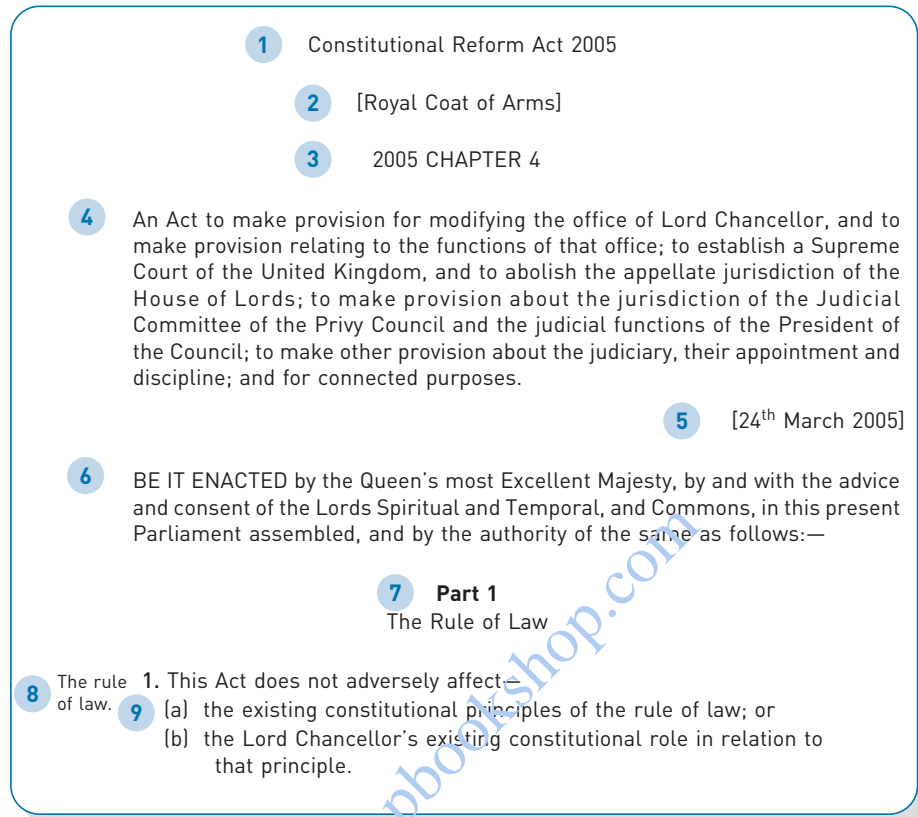 1 Constitutional Reform Act 2005
2 [Royal Coat of Arms]
3 2005 CHAPTER 4
4 An Act to make provision for modifying the office of Lord Chancellor, and to
make provision relating to the functions of that office; to establish a Supreme
Court of the United Kingdom, and to abolish the appellate jurisdiction of the
House of Lords; to make provision about the jurisdiction of the Judicial
Committee of the Privy Council and the judicial functions of the President of
the Council; to make other provision about the judiciary, their appointment and
discipline; and for connected purposes.
5 [24th March 2005]
6 BE IT ENACTED by the Queen's most Excellent Majesty, by and with the advice
and consent of the Lords Spiritual and Temporal, and Commons, in this present
Parliament assembled, and by the authority of the same as follows:—
7 Part 1
The Rule of Law
8 The rule of law.
1. This Act does not adversely affect—
9 (a) the existing constitutional principles of the rule of law; or
(b) the Lord Chancellor's existing constitutional role in relation to
that principle.
pbookshop.com